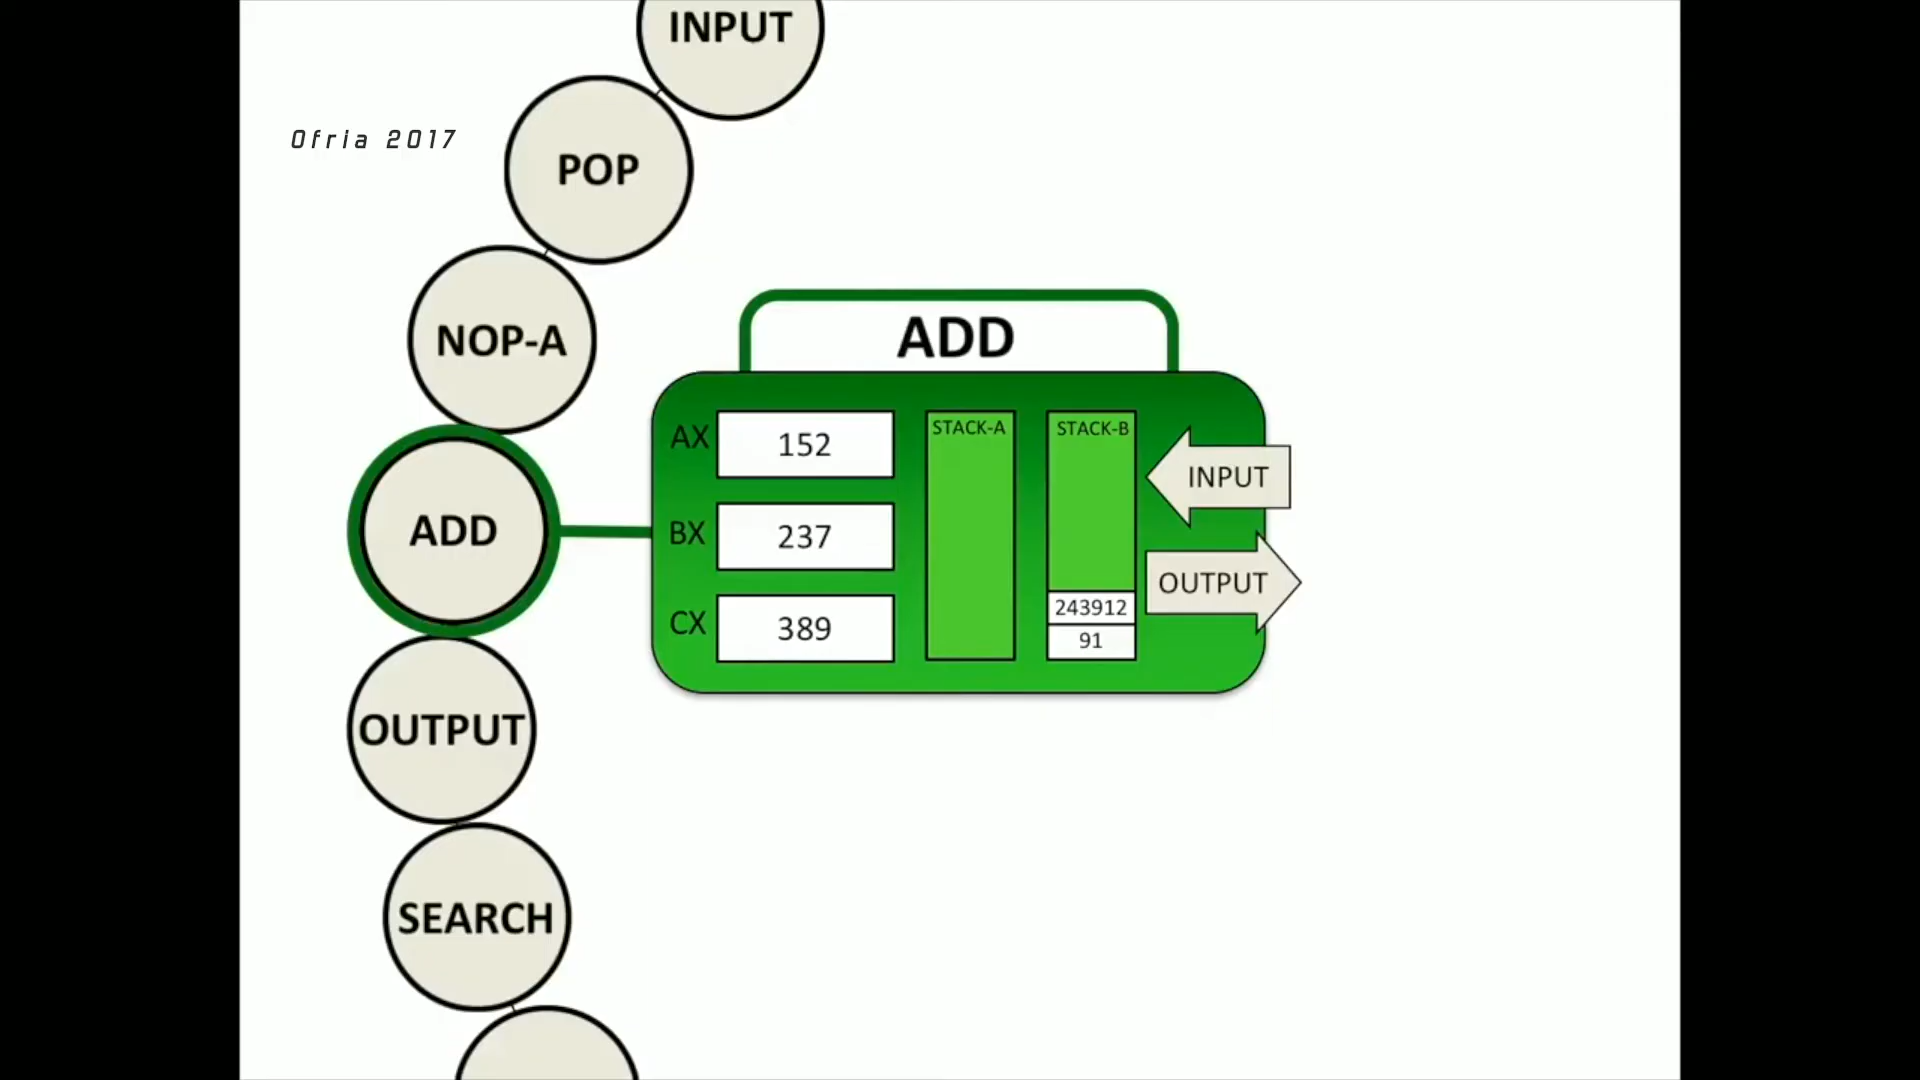 INPUT
Ofria 2017
POP
NOP-A
ADD
OUTPUT
SEARCH
ADD
AX 152
BX 237
CX 389
STACK-A
STACK-B
243912
91
INPUT
OUTPUT